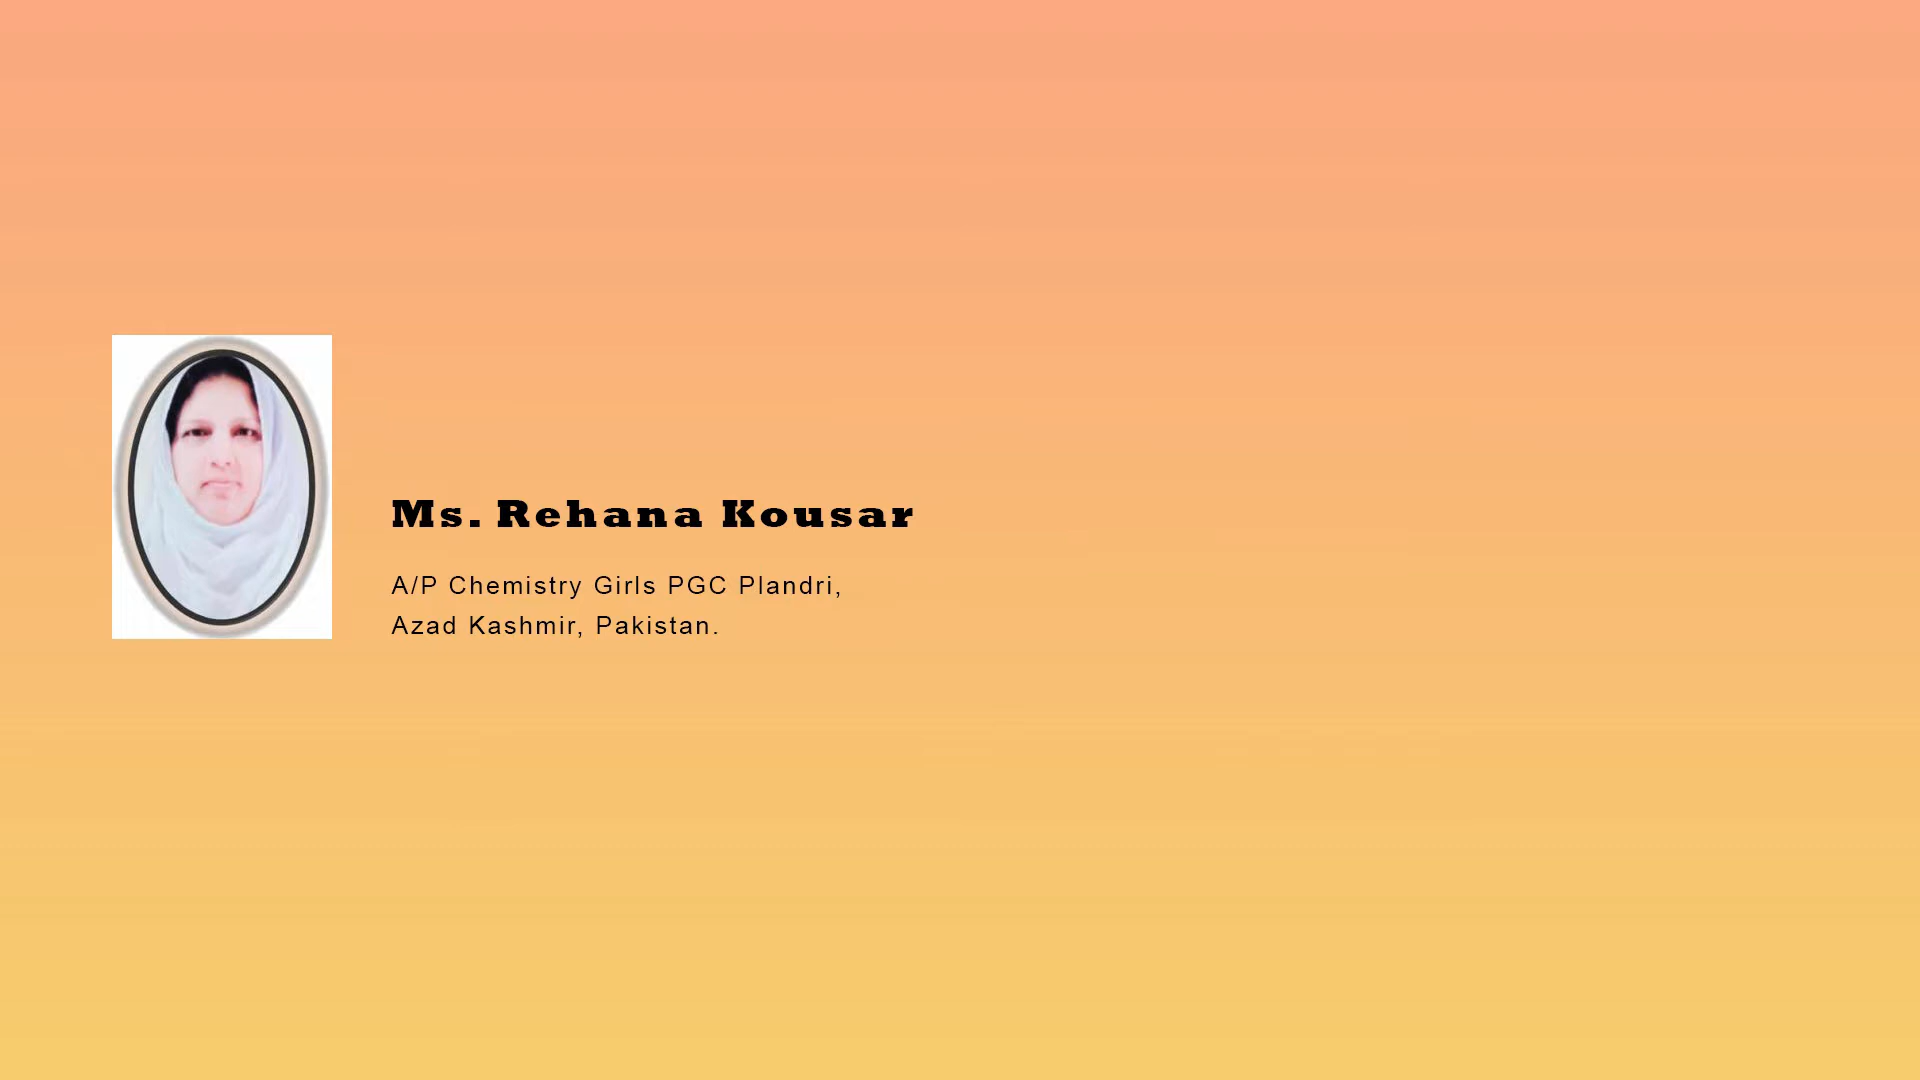 Ms. Rehana Kousar
A/P Chemistry Girls PGC Plandri,
Azad Kashmir, Pakistan.